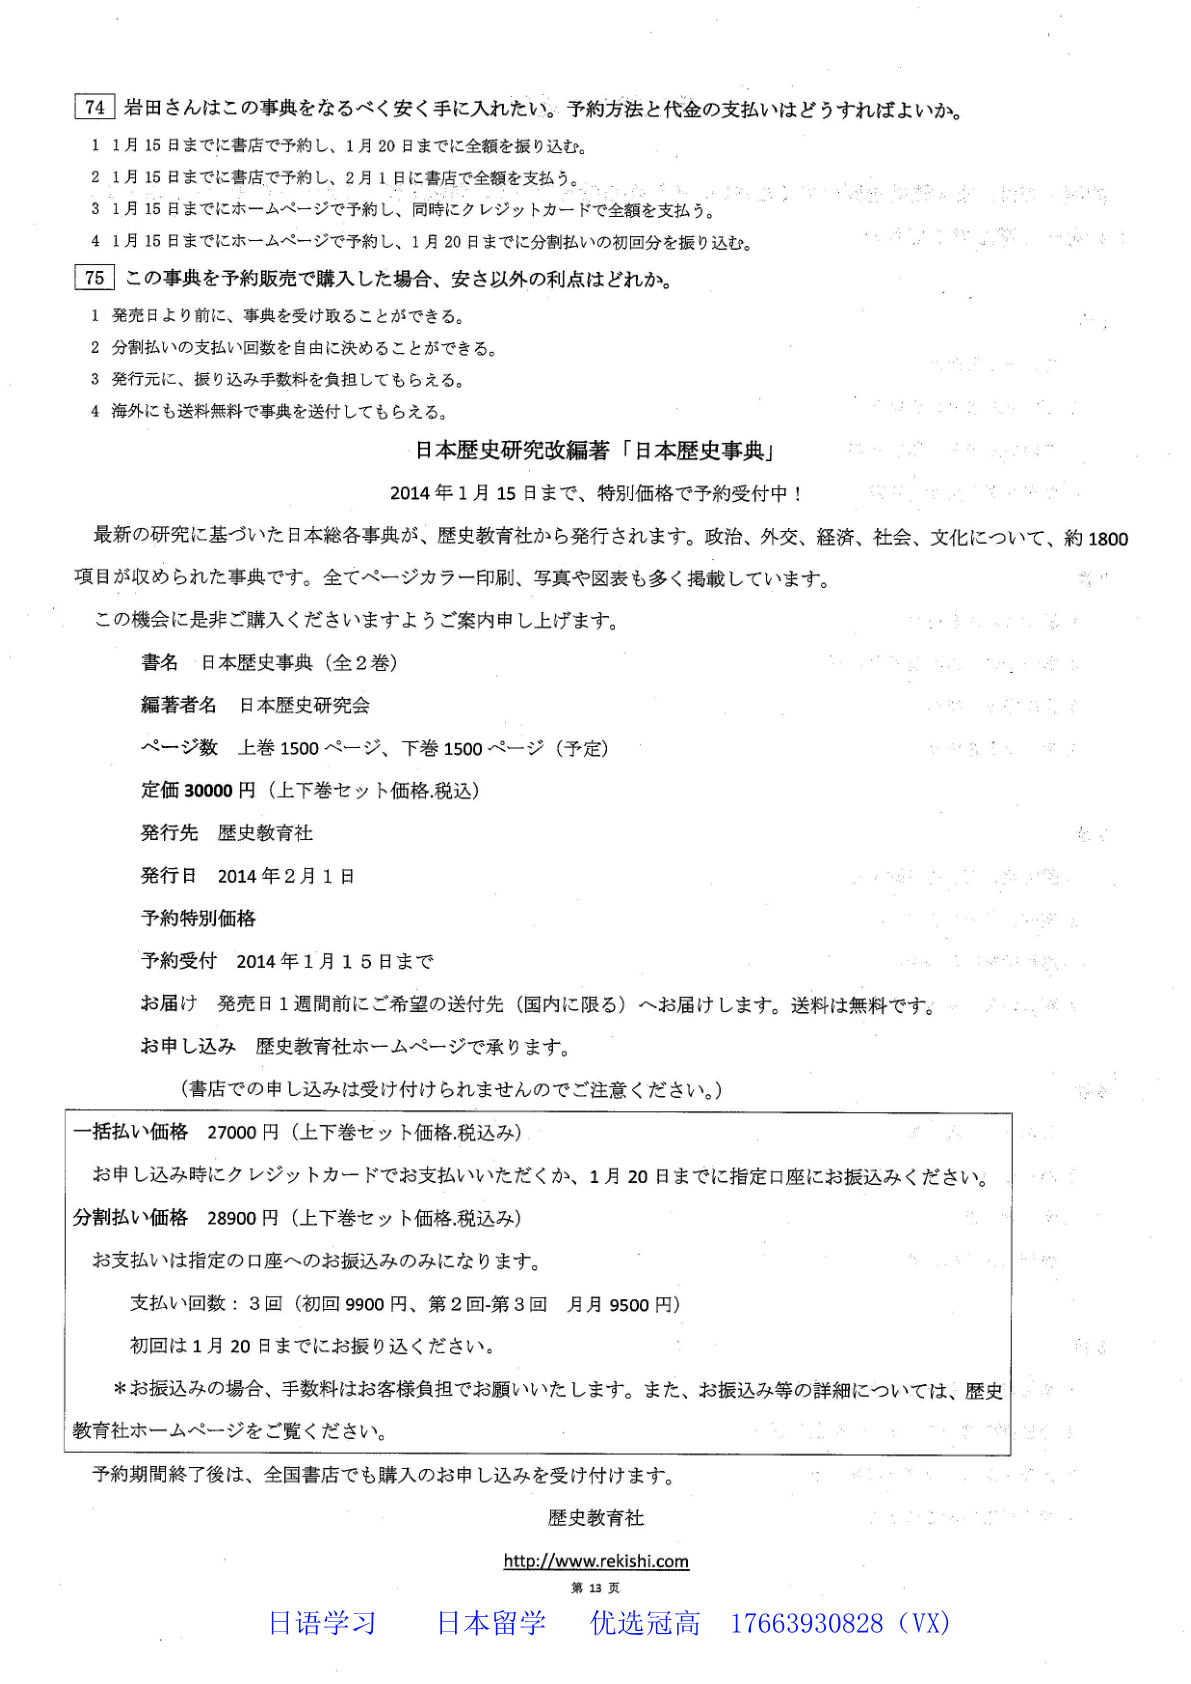 74 岩田さんはこの事典をなるべく安く手に入れたい。予約方法と代金の支払いはどうすればよいか。
1 1月15日までに書店で予約し、1月20日までに全額を振り込む。
2 1月15日までに書店で予約し、2月1日に書店で全額を支払う。
3 1月15日までにホームページで予約し、同時にクレジットカードで全額を支払う。
4 1月15日までにホームページで予約し、1月20日までに分割払いの初回分を振り込む。
75 この事典を予約販売で購入した場合、安さ以外の利点はどれか。
1 発売日より前に、事典を受け取ることができる。
2 分割払いの支払い回数を自由に決めることができる。
3 発行元に、振り込み手数料を負担してもらえる。
4 海外にも送料無料で事典を送付してもらえる。
日本歴史研究改編著「日本歴史事典」
2014年1月15日まで、特別価格で予約受付中！
最新の研究に基づいた日本総各事典が、歴史教育社から発行されます。政治、外交、経済、社会、文化について、約1800
項目が収められた事典です。全てページカラー印刷、写真や図表も多く掲載しています。
この機会に是非ご購入くださいますようご案内申し上げます。
書名 日本歴史事典（全２巻）
編著者名 日本歴史研究会
ページ数 上巻1500ページ、下巻1500ページ（予定）
定価30000円（上下巻セット価格.税込）
発行先 歴史教育社
発行日 2014年２月１日
予約特別価格
予約受付 2014年１月１５日まで
お届け 発売日１週間前にご希望の送付先（国内に限る）へお届けします。送料は無料です。
お申し込み 歴史教育社ホームページで承ります。
（書店での申し込みは受け付けられませんのでご注意ください。）
一括払い価格 27000円（上下巻セット価格.税込み）
お申し込み時にクレジットカードでお支払いいただくか、1月20日までに指定口座にお振込みください。
分割払い価格 28900円（上下巻セット価格.税込み）
お支払いは指定の口座へのお振込みのみになります。
支払い回数：３回（初回9900円、第２回-第３回 月月9500円）
初回は1月20日までにお振り込ください。
＊お振込みの場合、手数料はお客様負担でお願いいたします。また、お振込み等の詳細については、歴史
教育社ホームページをご覧ください。
予約期間終了後は、全国書店でも購入のお申し込みを受け付けます。
歴史教育社
http://www.rekishi.com
第 13 页
日语学习 日本留学 优选冠高 17663930828（VX)